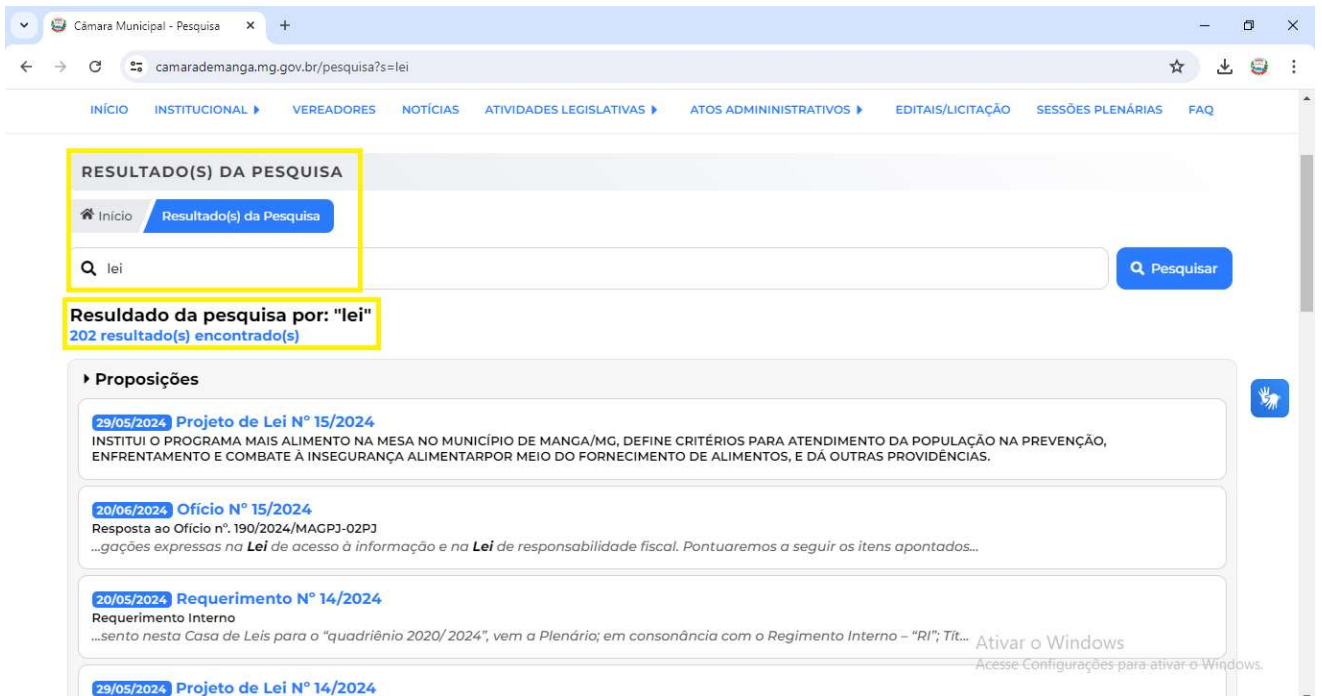 Câmara Municipal - Pesquisa
camarademanga.mg.gov.br/pesquisa?s=lei
INÍCIO INSTITUCIONAL VEREADORES NOTÍCIAS ATIVIDADES LEGISLATIVAS ATOS ADMININISTRATIVOS EDITAIS/LICITAÇÃO SESSÕES PLENÁRIAS FAQ
RESULTADO(S) DA PESQUISA
Início Resultado(s) da Pesquisa
lei Pesquisar
Resuldado da pesquisa por: "lei"
202 resultado(s) encontrado(s)
Proposições
29/05/2024 Projeto de Lei Nº 15/2024
INSTITUI O PROGRAMA MAIS ALIMENTO NA MESA NO MUNICÍPIO DE MANGA/MG, DEFINE CRITÉRIOS PARA ATENDIMENTO DA POPULAÇÃO NA PREVENÇÃO,
ENFRENTAMENTO E COMBATE À INSEGURANÇA ALIMENTARPOR MEIO DO FORNECIMENTO DE ALIMENTOS, E DÁ OUTRAS PROVIDÊNCIAS.
20/06/2024 Ofício Nº 15/2024
Resposta ao Ofício nº. 190/2024/MAGPJ-02PJ
...gações expressas na Lei de acesso à informação e na Lei de responsabilidade fiscal. Pontuaremos a seguir os itens apontados...
20/05/2024 Requerimento Nº 14/2024
Requerimento Interno
...sento nesta Casa de Leis para o “quadriênio 2020/ 2024”, vem a Plenário; em consonância com o Regimento Interno – “RI”; Tít...
Ativar o Windows
Acesse Configurações para ativar o Windows.
29/05/2024 Projeto de Lei Nº 14/2024